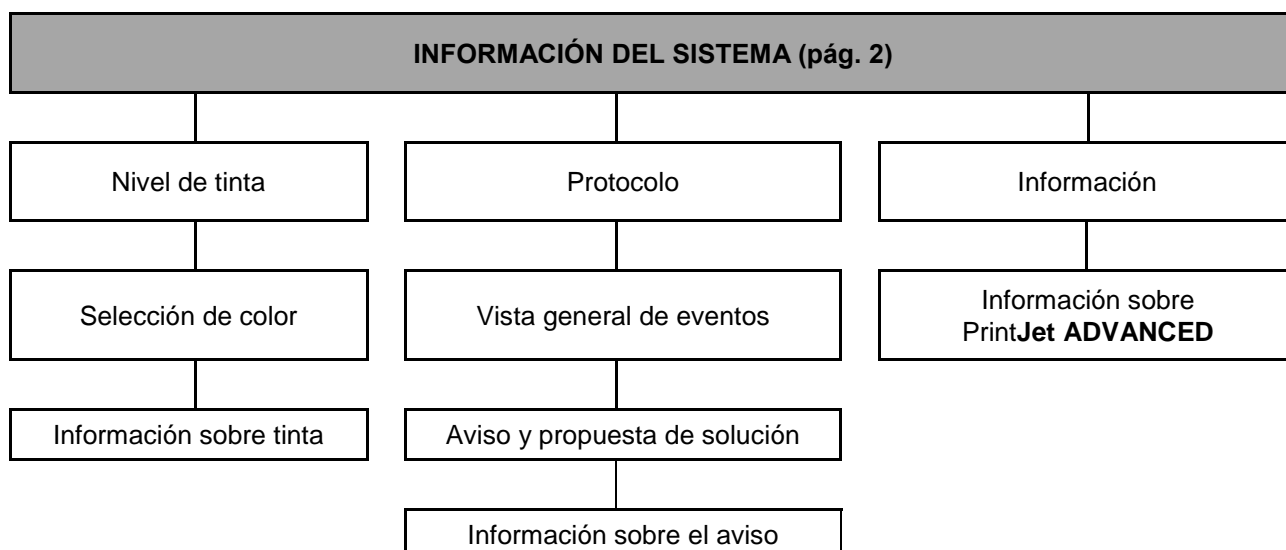 INFORMACIÓN DEL SISTEMA (pág. 2)
Nivel de tinta
Protocolo
Información
Selección de color
Vista general de eventos
Información sobre
PrintJet ADVANCED
Información sobre tinta
Aviso y propuesta de solución
Información sobre el aviso